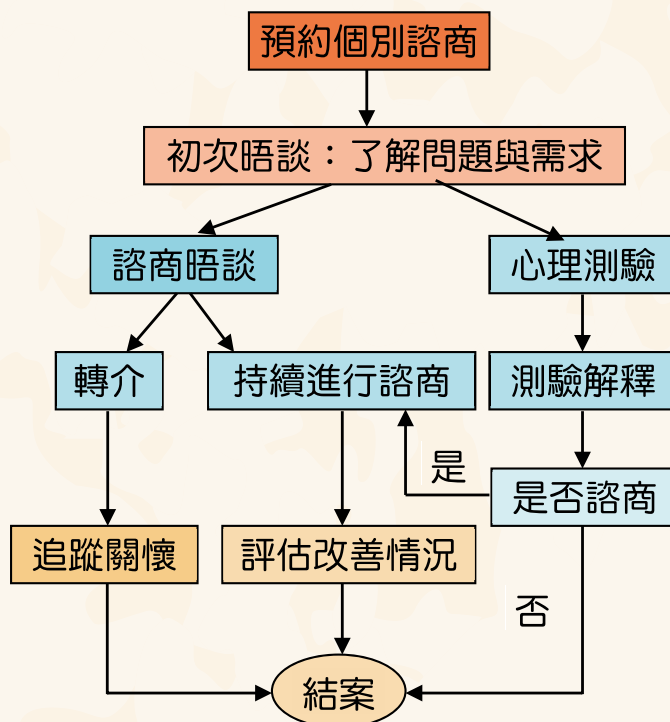 預約個別諮商
初次晤談：了解問題與需求
諮商晤談
心理測驗
轉介
持續進行諮商
測驗解釋
是
是否諮商
追蹤關懷
評估改善情況
否
結案